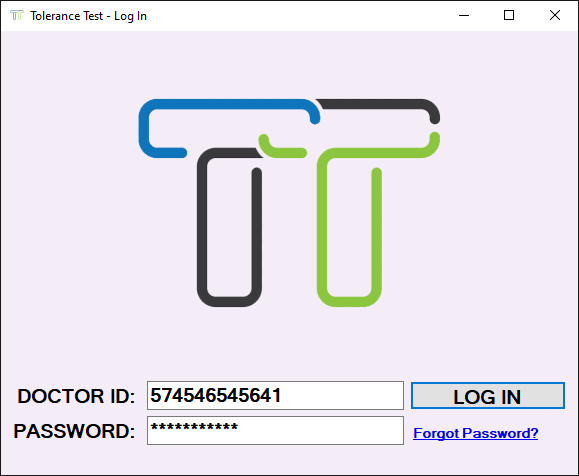 Tolerance Test - Log In
DOCTOR ID: 574546545641 LOG IN
PASSWORD: *********** Forgot Password?